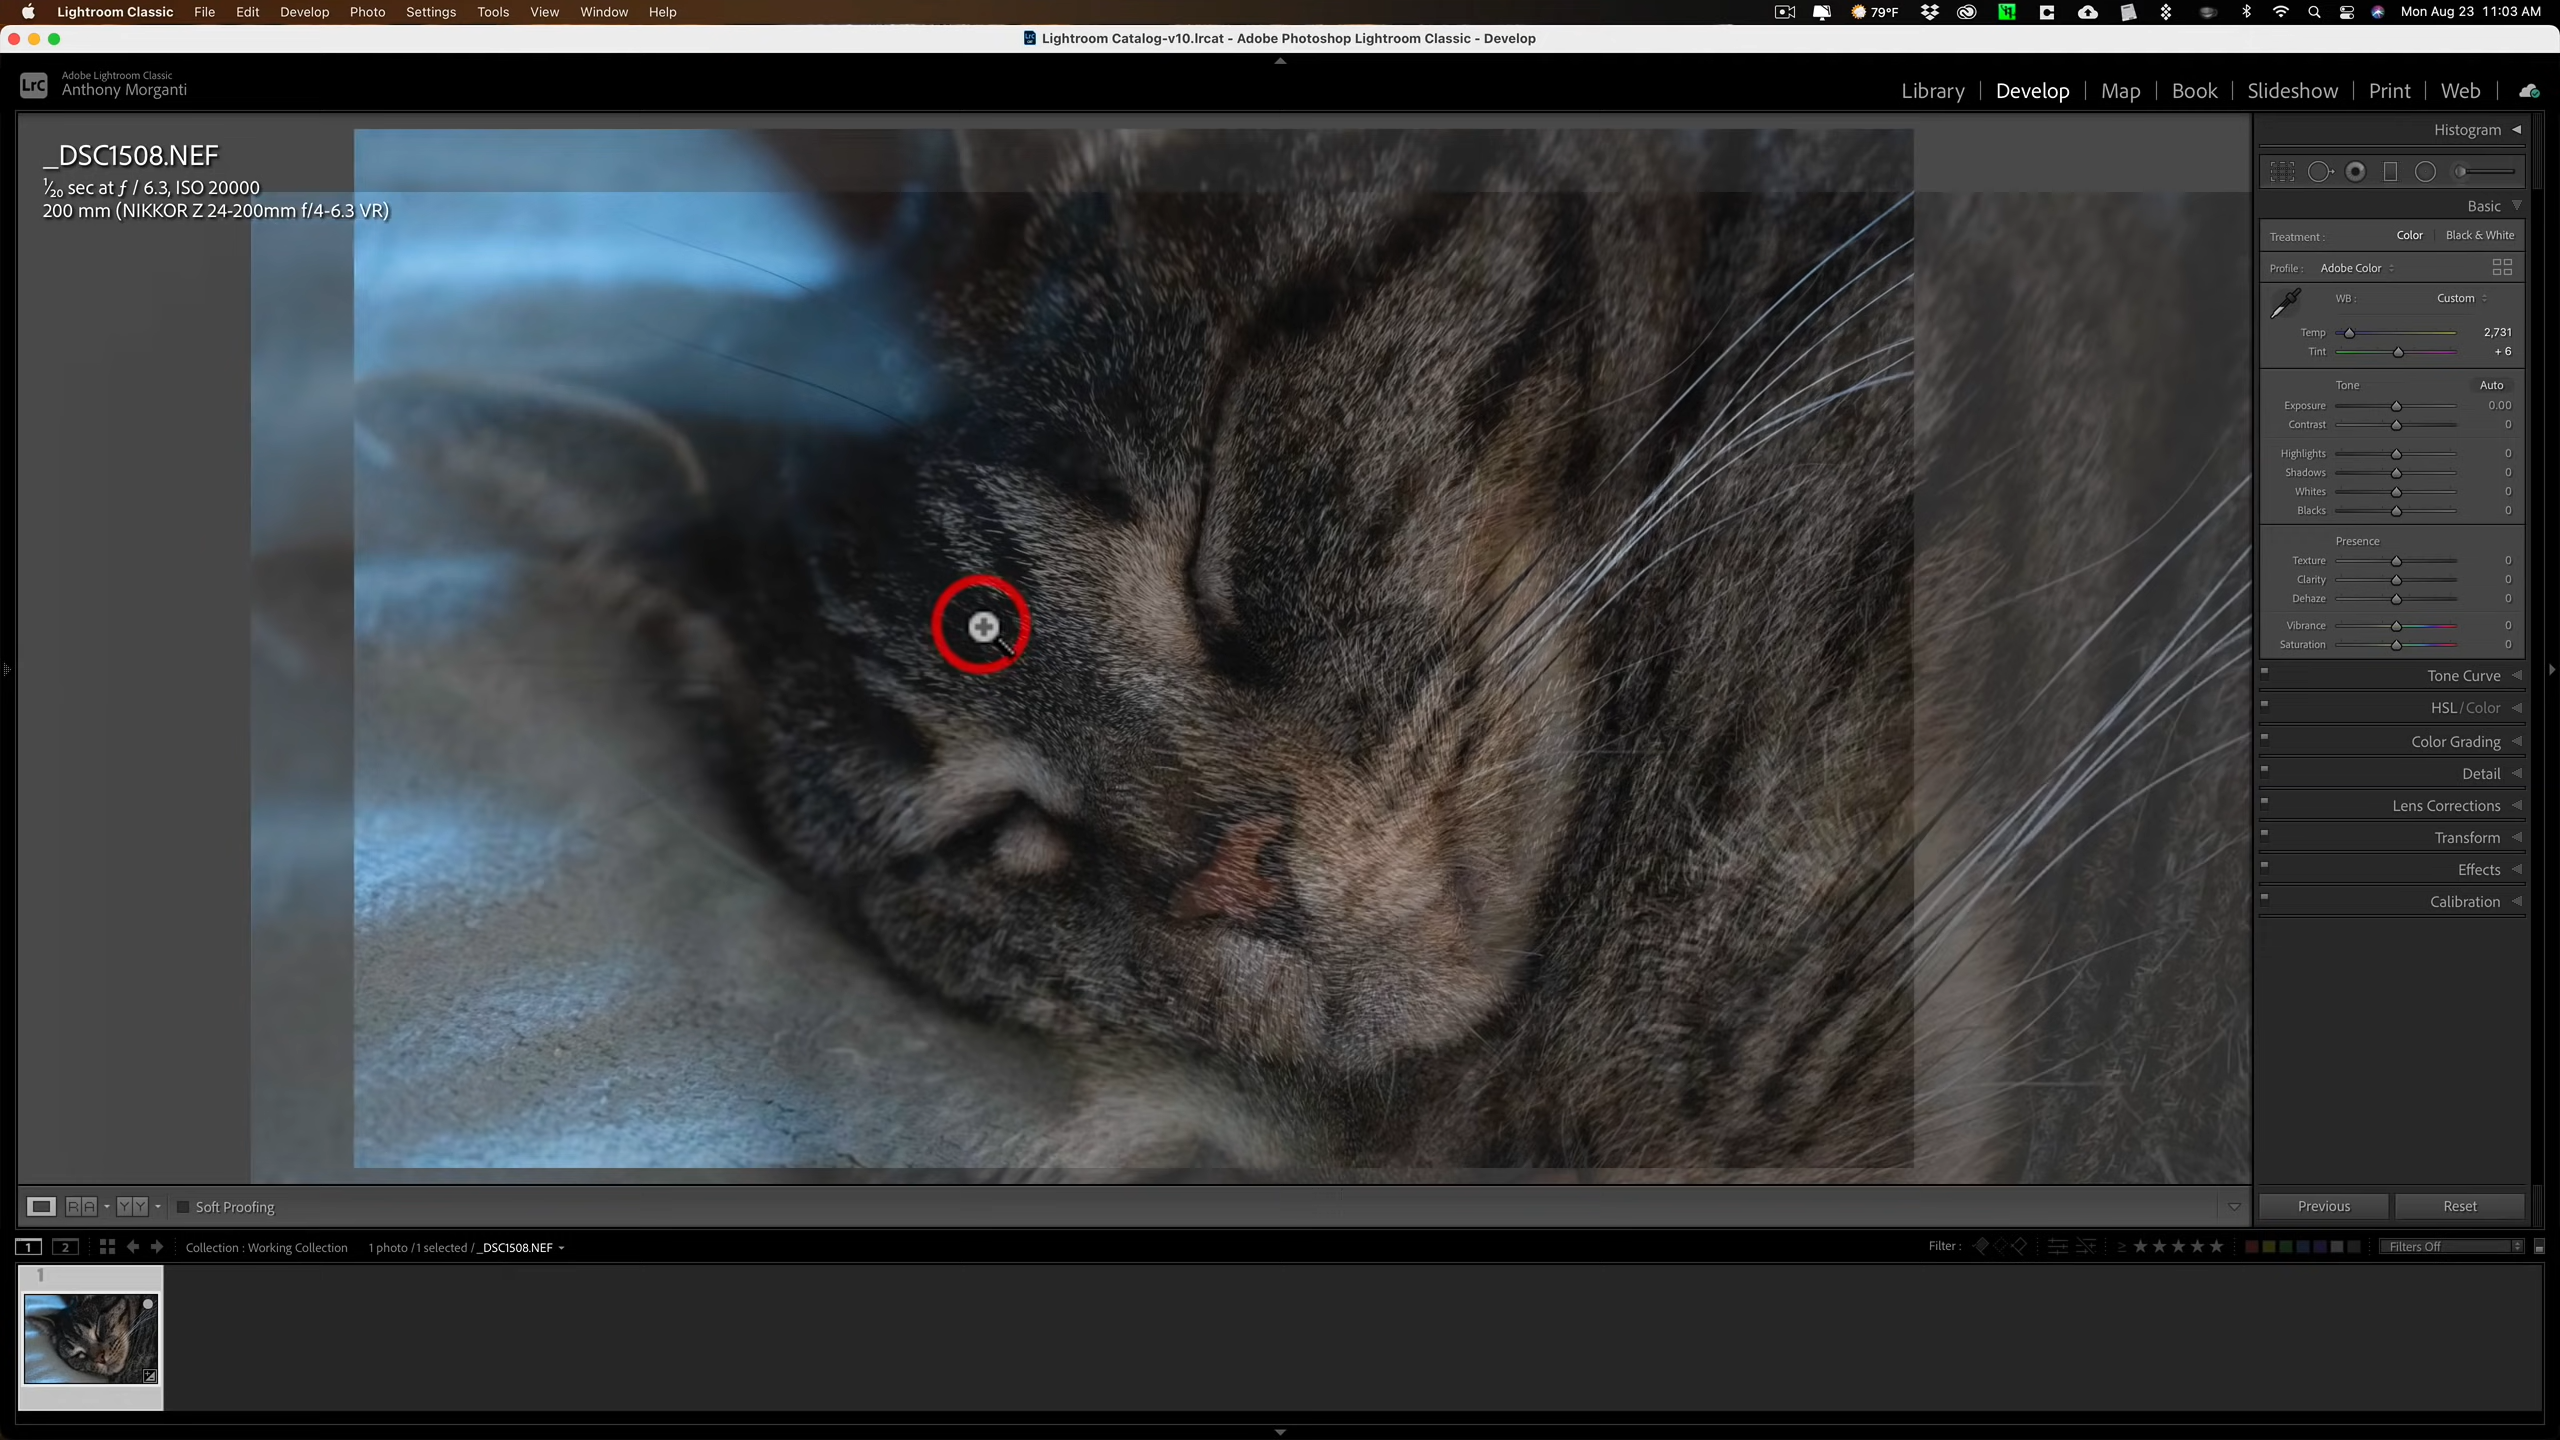 Lightroom Classic File Edit Develop Photo Settings Tools View Window Help 79°F Mon Aug 23 11:03 AM
Lightroom Catalog-v10.lrcat - Adobe Photoshop Lightroom Classic - Develop
LrC Adobe Lightroom Classic
Anthony Morganti
Library | Develop | Map | Book | Slideshow | Print | Web |
_DSC1508.NEF
1/20 sec at ƒ / 6.3, ISO 20000
200 mm (NIKKOR Z 24-200mm f/4-6.3 VR)
Histogram
Basic
Treatment : Color Black & White
Profile : Adobe Color
WB : Custom
Temp 2,731
Tint + 6
Tone Auto
Exposure 0.00
Contrast 0
Highlights 0
Shadows 0
Whites 0
Blacks 0
Presence
Texture 0
Clarity 0
Dehaze 0
Vibrance 0
Saturation 0
Tone Curve
HSL / Color
Color Grading
Detail
Lens Corrections
Transform
Effects
Calibration
R A Y Y Soft Proofing
Previous Reset
1 2 Collection : Working Collection 1 photo / 1 selected / _DSC1508.NEF Filter : ≥ ★★★★★ Filters Off
1